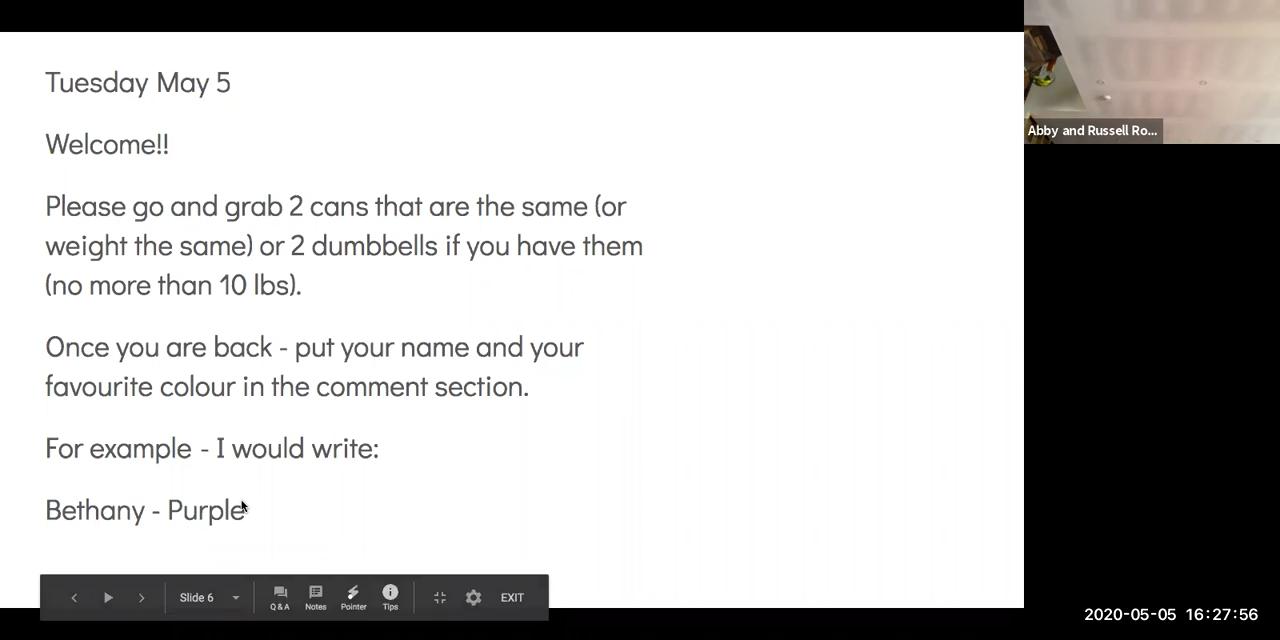 Tuesday May 5
Welcome!!
Please go and grab 2 cans that are the same (or
weight the same) or 2 dumbbells if you have them
(no more than 10 lbs).
Once you are back - put your name and your
favourite colour in the comment section.
For example - I would write:
Bethany - Purple
Slide 6
Q & A
Notes
Pointer
Tips
EXIT
Abby and Russell Ro...
2020-05-05 16:27:56